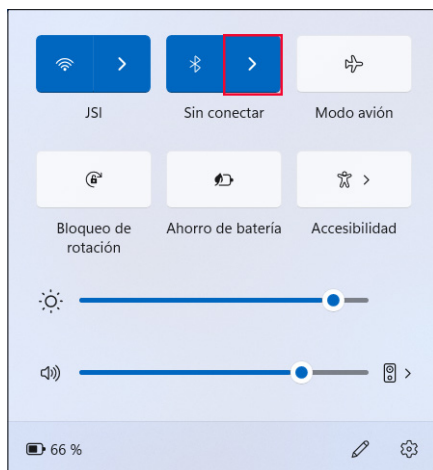 JSI
Sin conectar
Modo avión
Bloqueo de
rotación
Ahorro de batería
Accesibilidad
66 %